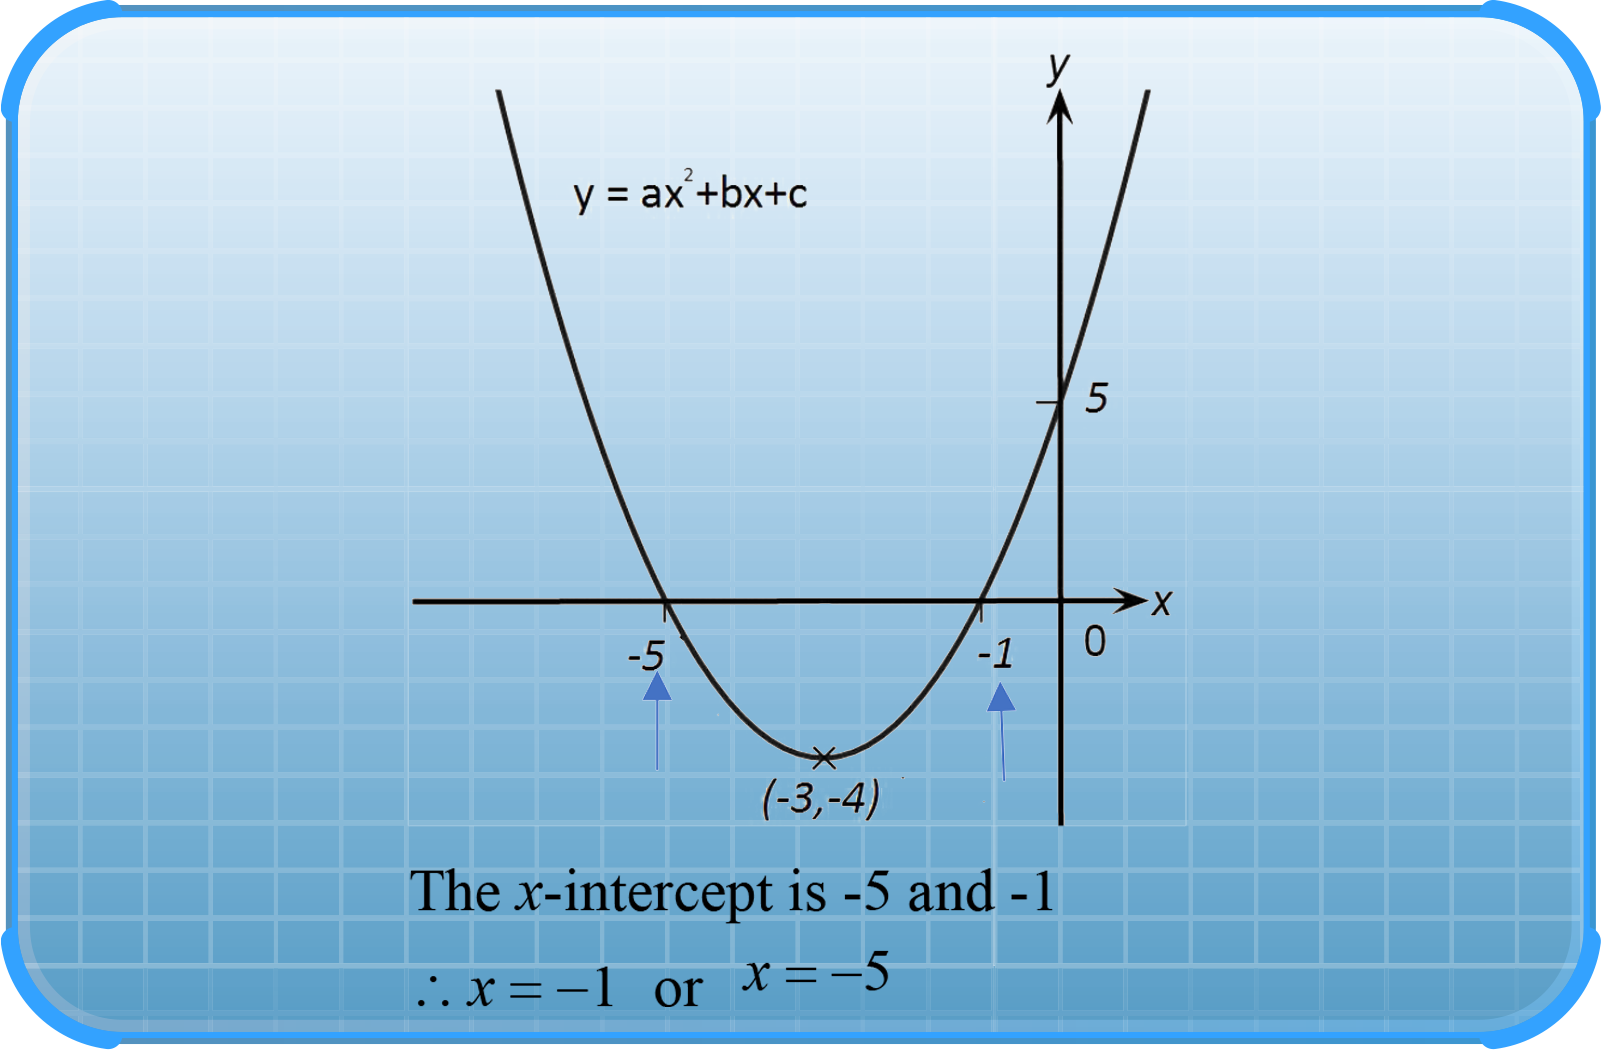 y
y = ax²+bx+c
5
x
-5
-1
0
(-3,-4)
The x-intercept is -5 and -1
∴ x = −1 or x = −5